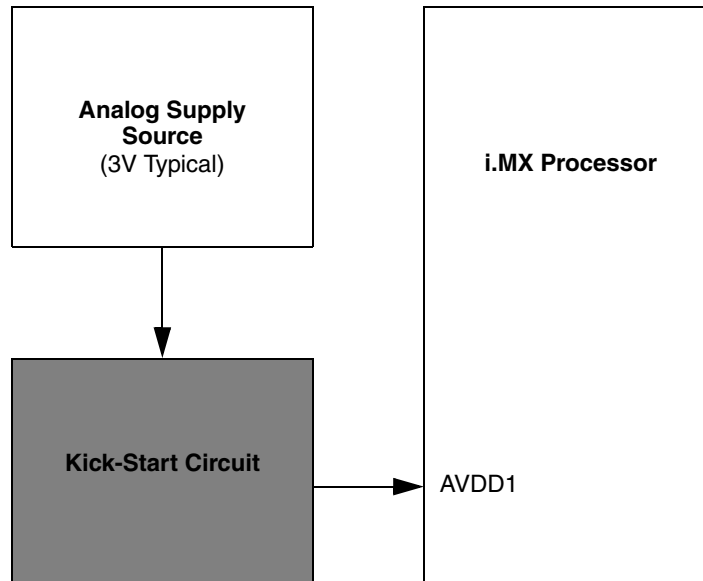 Analog Supply
Source
(3V Typical)
i.MX Processor
Kick-Start Circuit
AVDD1